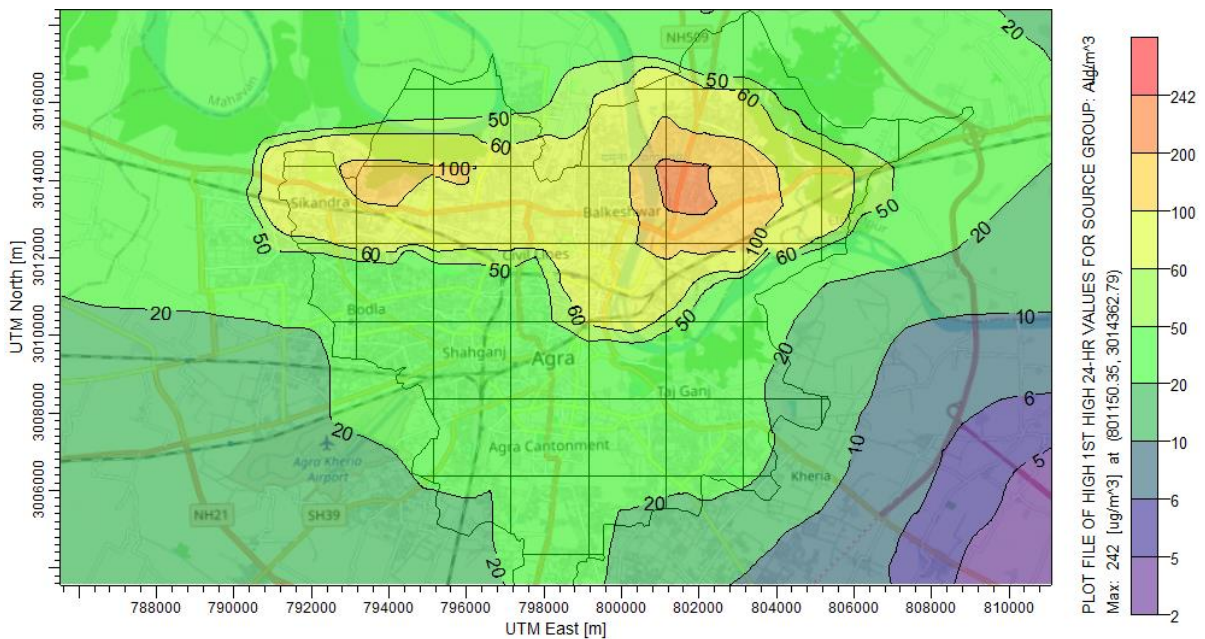 20
NH509
Mahavan
50
60
50
60
100
Sikandra
Balkeshwar
50
100
50
60
60
20
Civil Lines
50
20
Bodla
60
50
10
Shahganj
Agra
20
6
Taj Ganj
20
Agra Cantonment
10
5
Agra Kheria
Airport
Kheria
20
NH21
SH39
20
3016000
3014000
3012000
3010000
3008000
3006000
UTM North [m]
788000 790000 792000 794000 796000 798000 800000 802000 804000 806000 808000 810000
UTM East [m]
PLOT FILE OF HIGH 1ST HIGH 24-HR VALUES FOR SOURCE GROUP:
Max: 242 [ug/m^3] at (801150.35, 3014362.79)
242
200
100
60
50
20
10
6
5
2